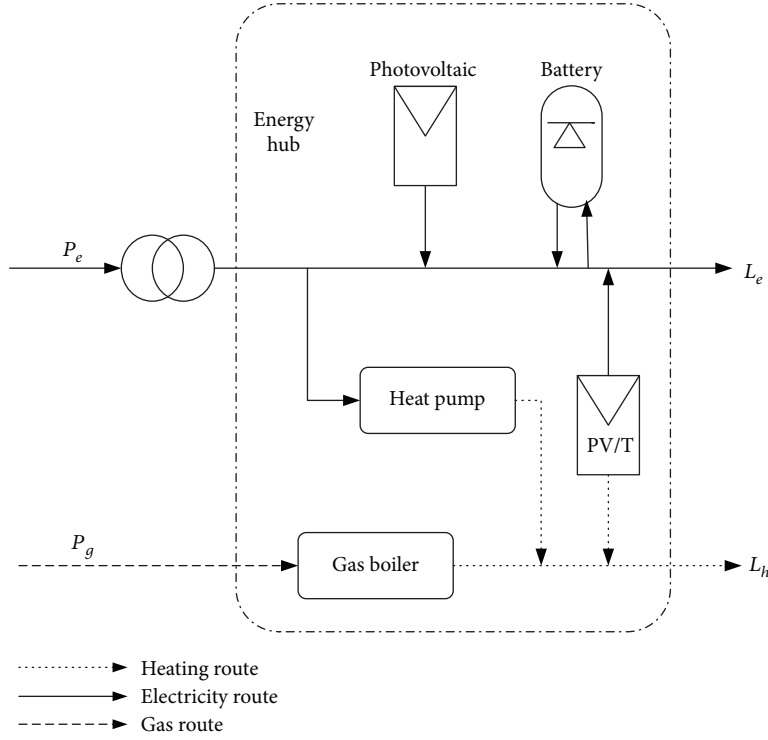 Photovoltaic
Battery
Energy
hub
P_e
L_e
Heat pump
PV/T
P_g
Gas boiler
L_h
Heating route
Electricity route
Gas route